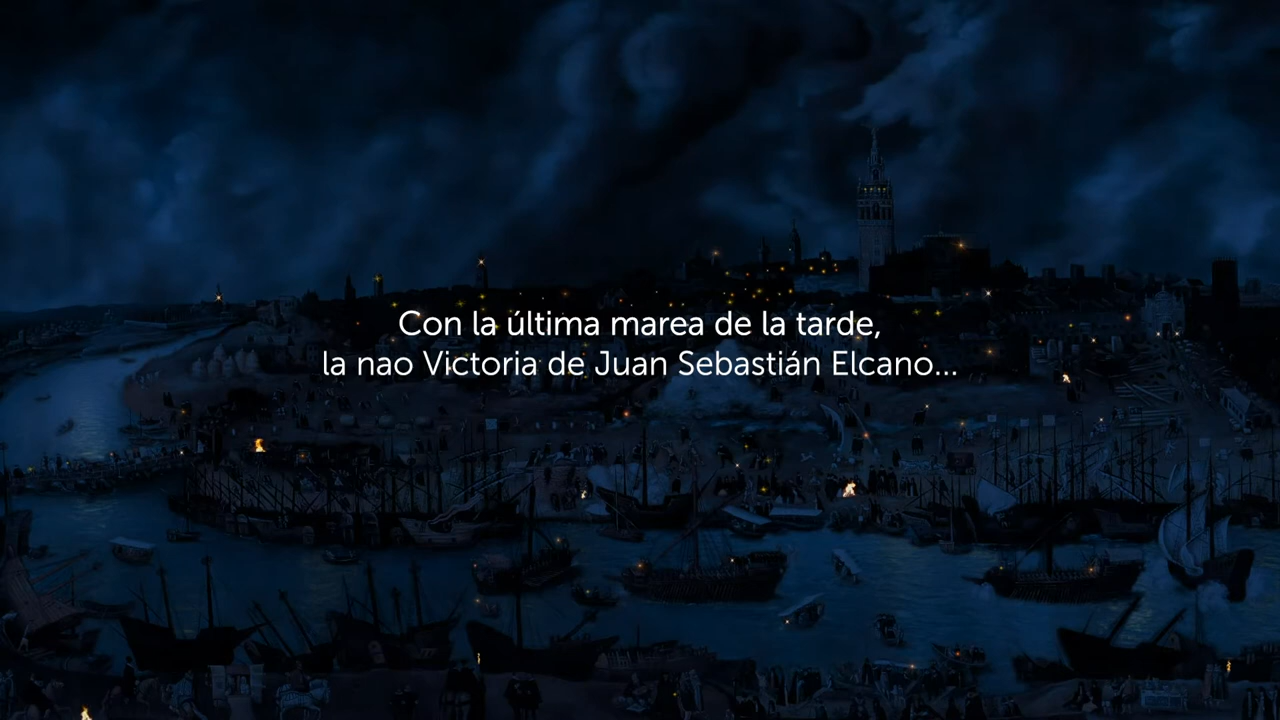 Con la última marea de la tarde,
la nao Victoria de Juan Sebastián Elcano...